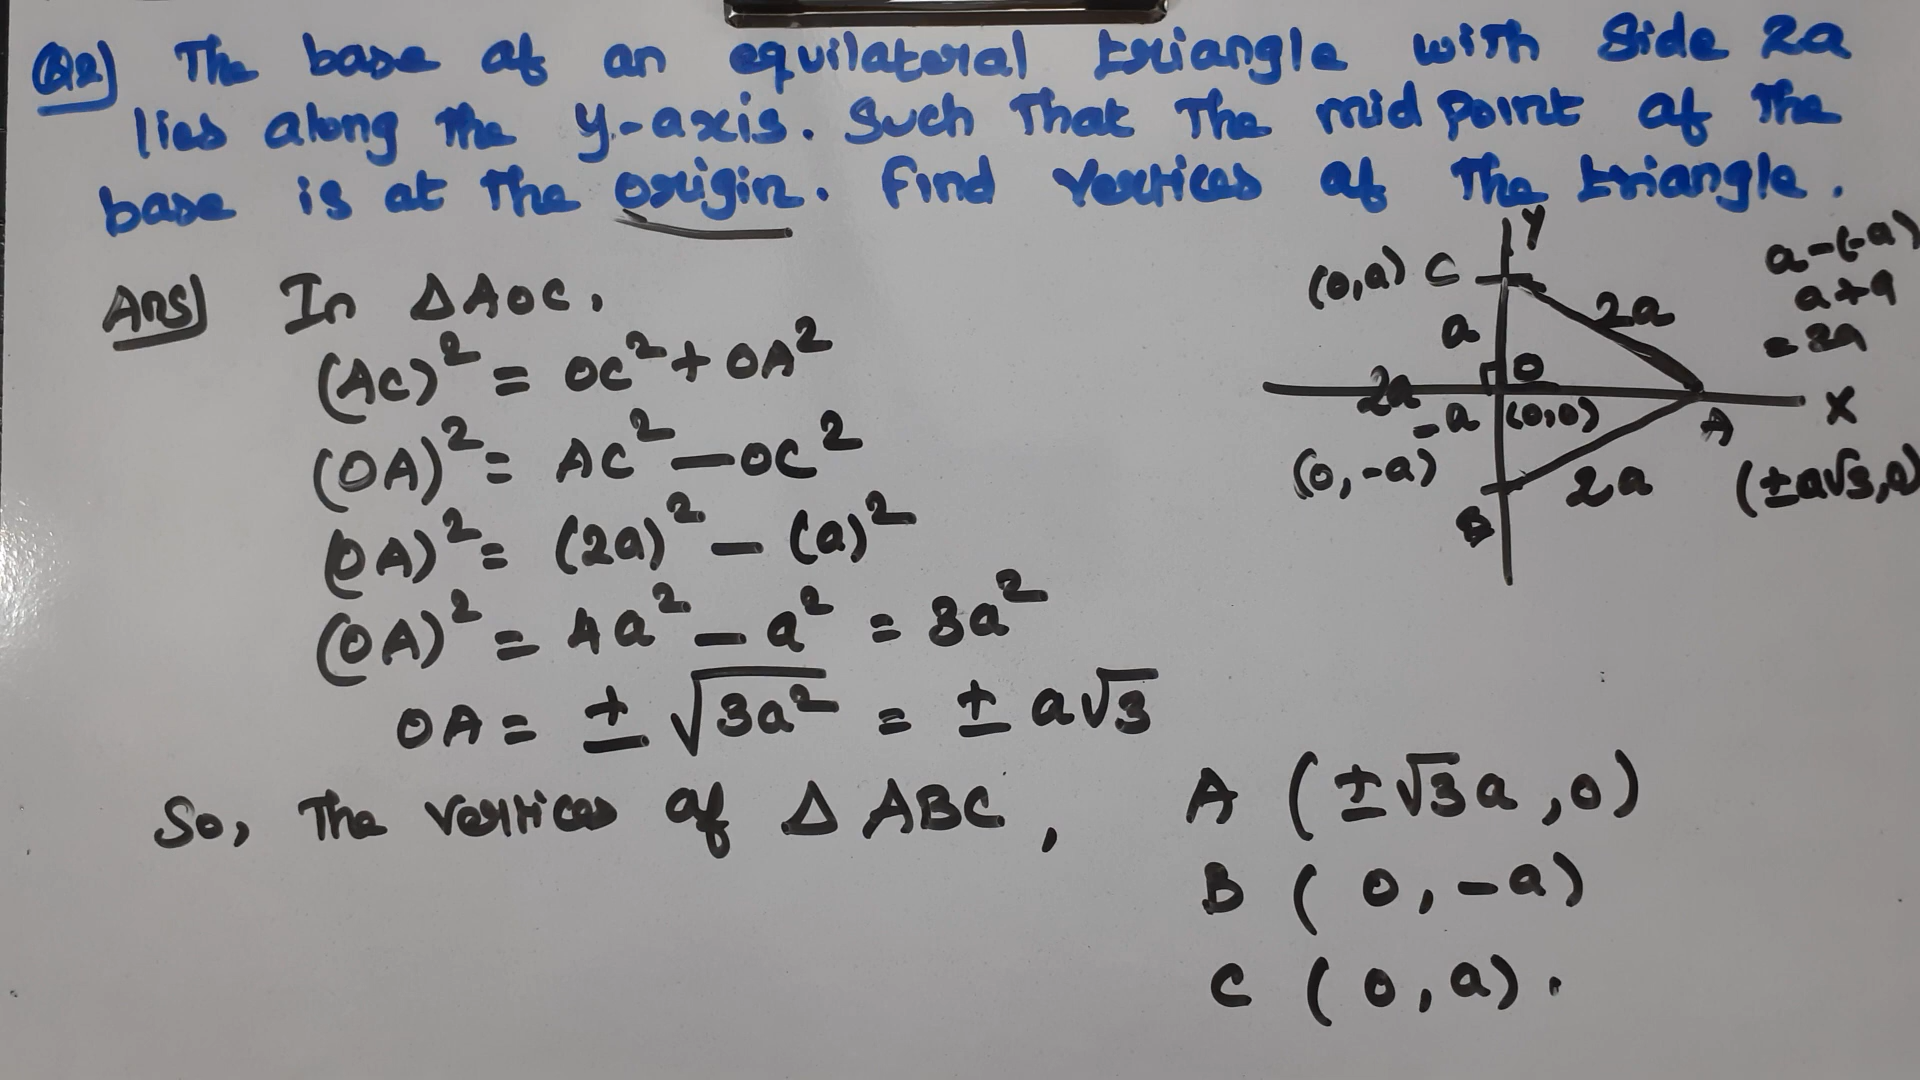 Q2) The base of an equilateral triangle with side 2a
lies along the y-axis. Such That The mid point of The
base is at The origin. find vertices of The triangle.
Ans) In ΔAOC,
(AC)² = OC² + OA²
(OA)² = AC² - OC²
(OA)² = (2a)² - (a)²
(OA)² = 4a² - a² = 3a²
OA = ± √3a² = ± a√3
So, The vertices of Δ ABC, A (±√3a, 0)
B (0, -a)
C (0, a).
Y
a-(-a)
a+a
= 2a
(0,a) C
2a
a
O
2a
-a (0,0)
A
X
(0,-a)
2a
(±a√3,0)
B